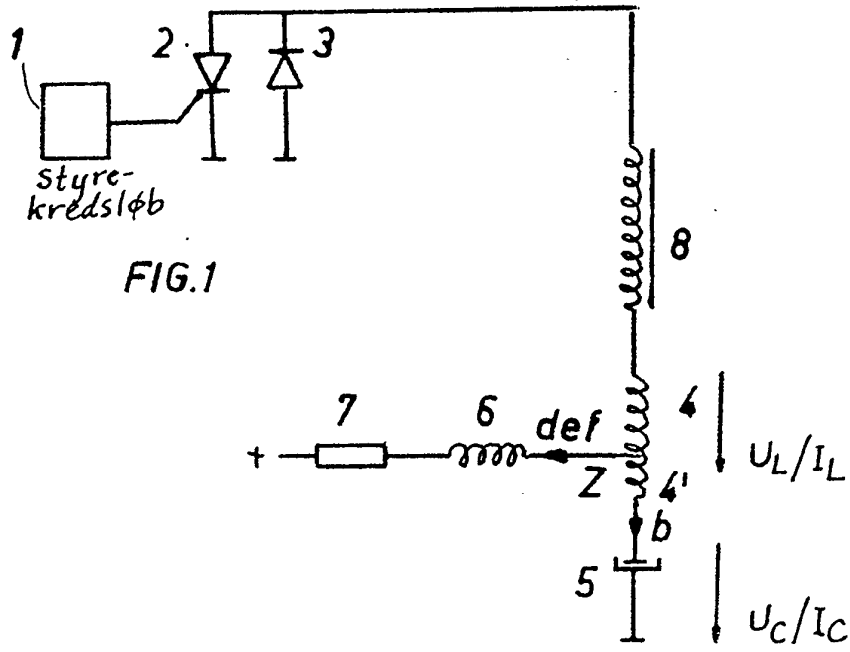 1
2
3
styre-
kredsløb
FIG.1
8
7
6
def
4
U_L/I_L
+
Z
4'
b
5
U_C/I_C